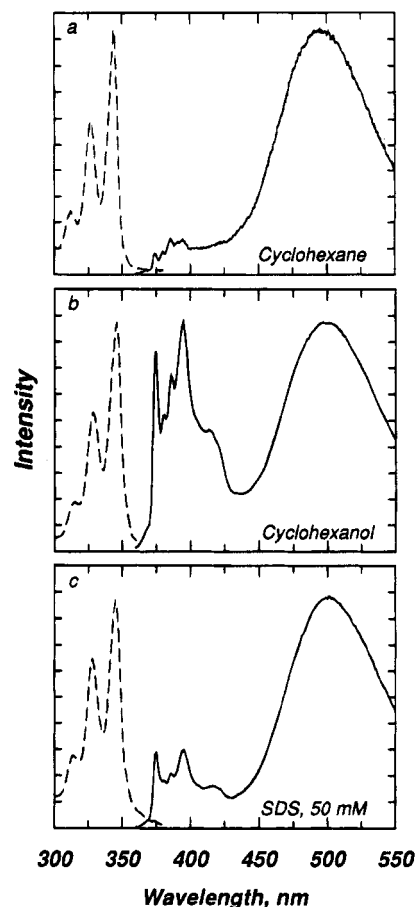 a
Cyclohexane
b
Cyclohexanol
c
SDS, 50 mM
Intensity
300 350 400 450 500 550
Wavelength, nm